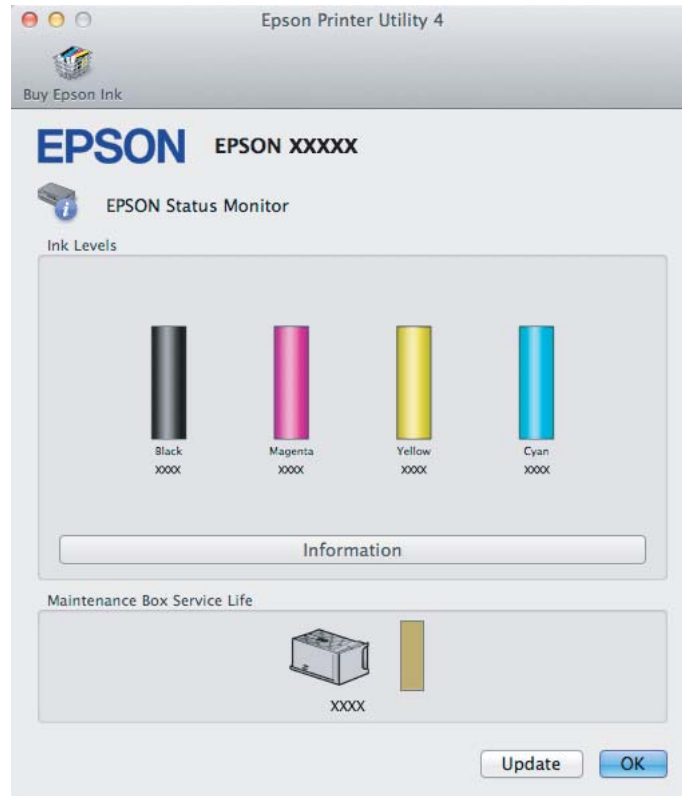 Epson Printer Utility 4
Buy Epson Ink
EPSON EPSON XXXXX
EPSON Status Monitor
Ink Levels
Black Magenta Yellow Cyan
XXXX XXXX XXXX XXXX
Information
Maintenance Box Service Life
XXXX
Update OK